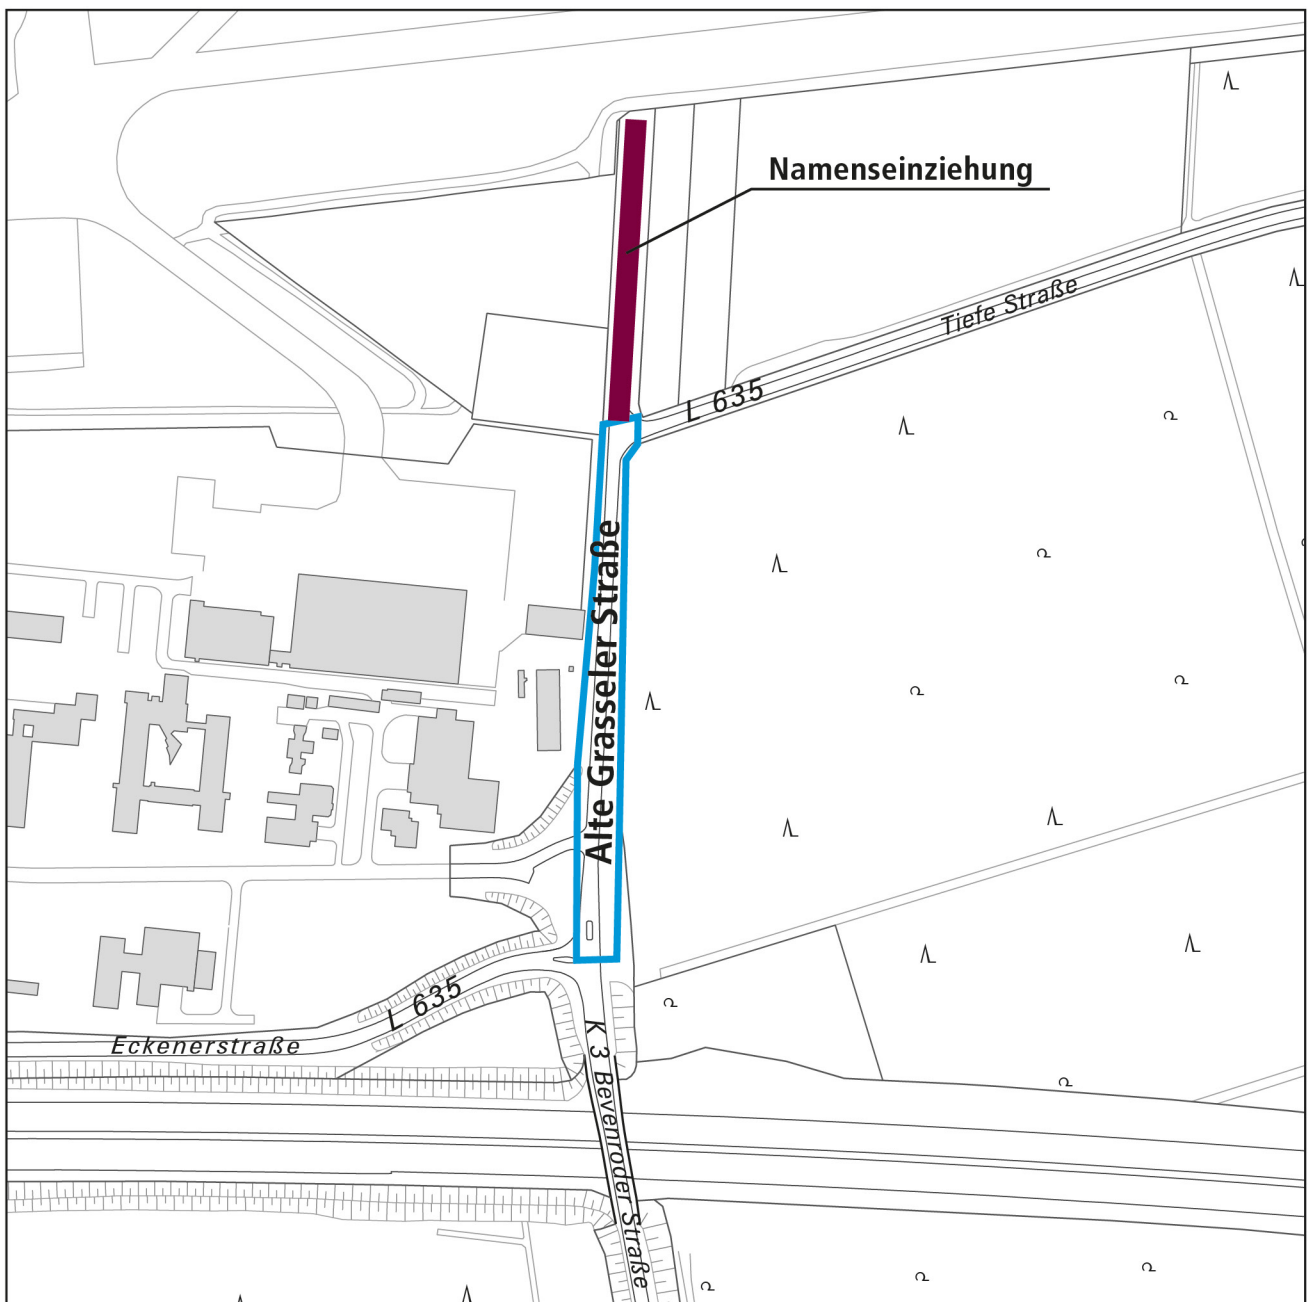 Namenseinziehung
Tiefe Straße
L 635
Alte Grasseler Straße
L 635
Eckenerstraße
K 3
Bevenroder Straße